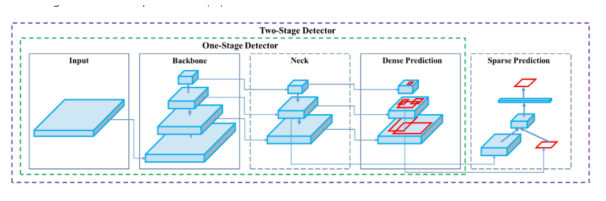 Two-Stage Detector
One-Stage Detector
Input
Backbone
Neck
Dense Prediction
Sparse Prediction